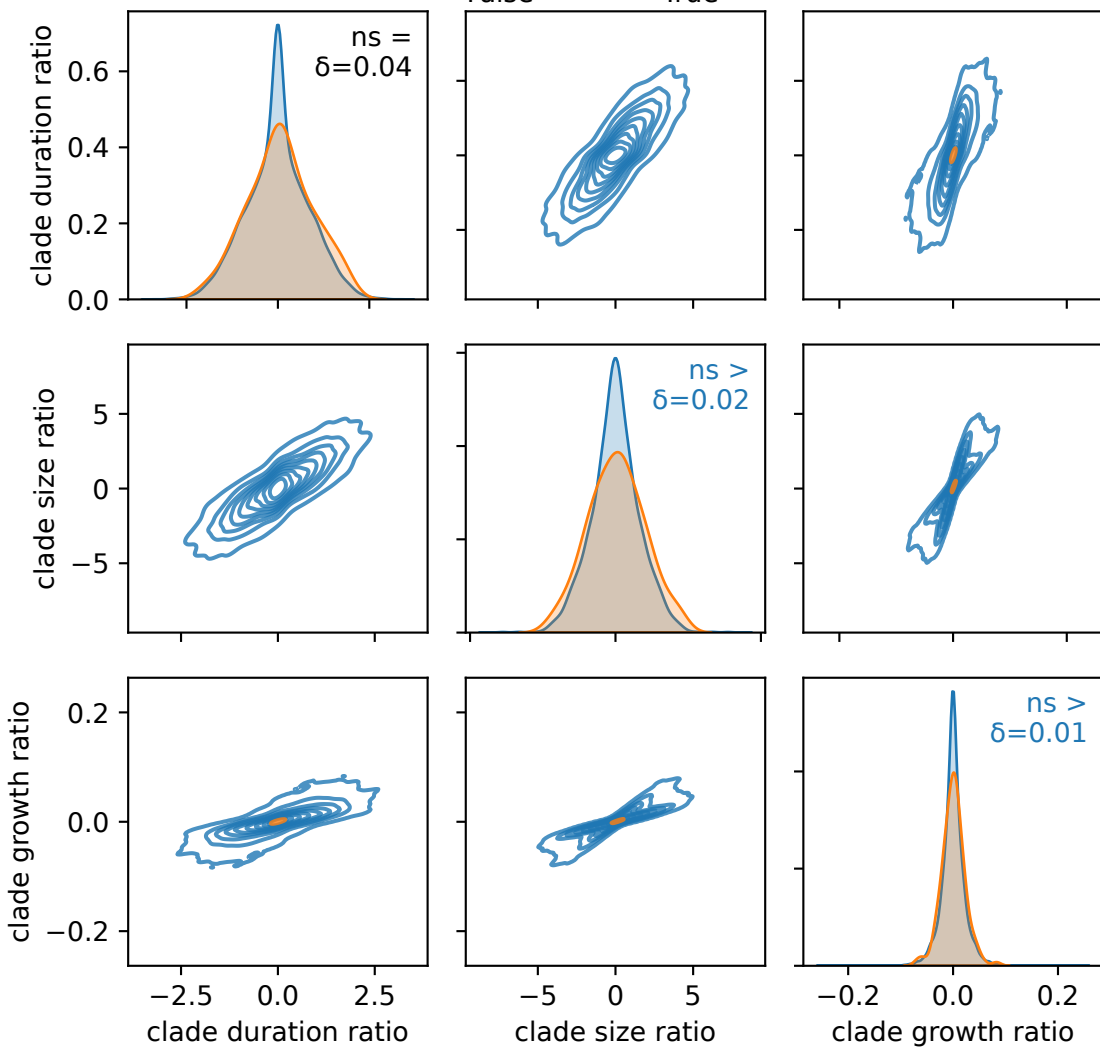 clade duration ratio
0.6
0.4
0.2
0.0
ns =
δ=0.04
clade size ratio
5
0
−5
ns >
δ=0.02
clade growth ratio
0.2
0.0
−0.2
ns >
δ=0.01
−2.5 0.0 2.5
−5 0 5
−0.2 0.0 0.2
clade duration ratio
clade size ratio
clade growth ratio